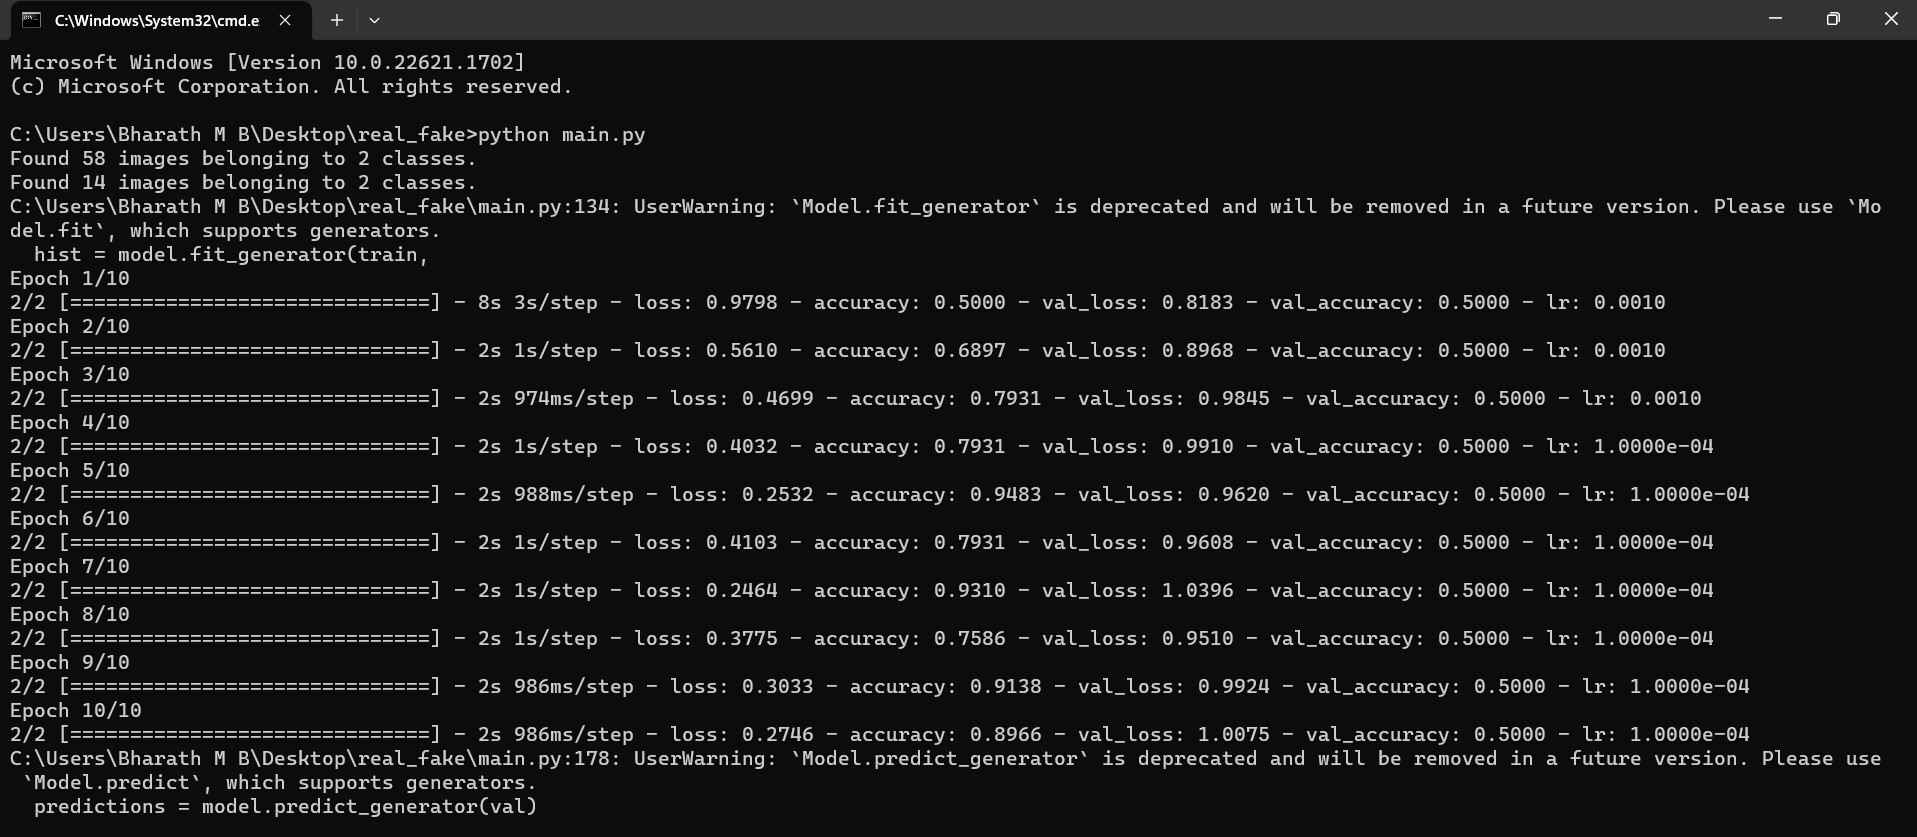 C:\Windows\System32\cmd.e
Microsoft Windows [Version 10.0.22621.1702]
(c) Microsoft Corporation. All rights reserved.
C:\Users\Bharath M B\Desktop\real_fake>python main.py
Found 58 images belonging to 2 classes.
Found 14 images belonging to 2 classes.
C:\Users\Bharath M B\Desktop\real_fake\main.py:134: UserWarning: `Model.fit_generator` is deprecated and will be removed in a future version. Please use `Mo
del.fit`, which supports generators.
  hist = model.fit_generator(train,
Epoch 1/10
2/2 [==============================] - 8s 3s/step - loss: 0.9798 - accuracy: 0.5000 - val_loss: 0.8183 - val_accuracy: 0.5000 - lr: 0.0010
Epoch 2/10
2/2 [==============================] - 2s 1s/step - loss: 0.5610 - accuracy: 0.6897 - val_loss: 0.8968 - val_accuracy: 0.5000 - lr: 0.0010
Epoch 3/10
2/2 [==============================] - 2s 974ms/step - loss: 0.4699 - accuracy: 0.7931 - val_loss: 0.9845 - val_accuracy: 0.5000 - lr: 0.0010
Epoch 4/10
2/2 [==============================] - 2s 1s/step - loss: 0.4032 - accuracy: 0.7931 - val_loss: 0.9910 - val_accuracy: 0.5000 - lr: 1.0000e-04
Epoch 5/10
2/2 [==============================] - 2s 988ms/step - loss: 0.2532 - accuracy: 0.9483 - val_loss: 0.9620 - val_accuracy: 0.5000 - lr: 1.0000e-04
Epoch 6/10
2/2 [==============================] - 2s 1s/step - loss: 0.4103 - accuracy: 0.7931 - val_loss: 0.9608 - val_accuracy: 0.5000 - lr: 1.0000e-04
Epoch 7/10
2/2 [==============================] - 2s 1s/step - loss: 0.2464 - accuracy: 0.9310 - val_loss: 1.0396 - val_accuracy: 0.5000 - lr: 1.0000e-04
Epoch 8/10
2/2 [==============================] - 2s 1s/step - loss: 0.3775 - accuracy: 0.7586 - val_loss: 0.9510 - val_accuracy: 0.5000 - lr: 1.0000e-04
Epoch 9/10
2/2 [==============================] - 2s 986ms/step - loss: 0.3033 - accuracy: 0.9138 - val_loss: 0.9924 - val_accuracy: 0.5000 - lr: 1.0000e-04
Epoch 10/10
2/2 [==============================] - 2s 986ms/step - loss: 0.2746 - accuracy: 0.8966 - val_loss: 1.0075 - val_accuracy: 0.5000 - lr: 1.0000e-04
C:\Users\Bharath M B\Desktop\real_fake\main.py:178: UserWarning: `Model.predict_generator` is deprecated and will be removed in a future version. Please use
 `Model.predict`, which supports generators.
  predictions = model.predict_generator(val)